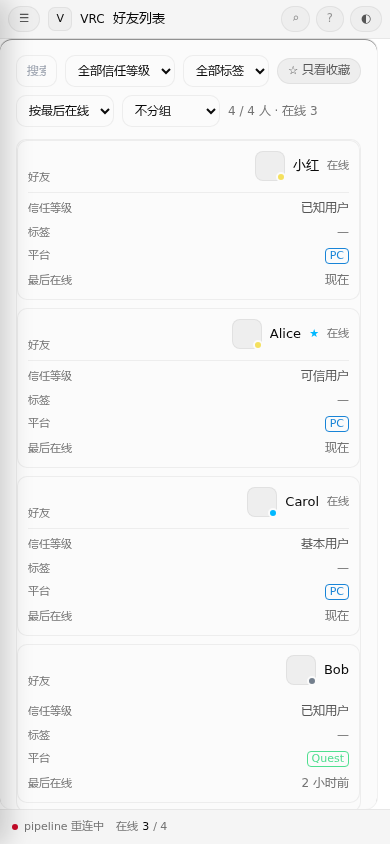 ☰ V VRC 好友列表 ⌕ ? ◐
搜索 全部信任等级 全部标签 ☆ 只看收藏
按最后在线 不分组 4 / 4 人 · 在线 3
好友 小红 在线
信任等级 已知用户
标签 —
平台 PC
最后在线 现在
好友 Alice ★ 在线
信任等级 可信用户
标签 —
平台 PC
最后在线 现在
好友 Carol 在线
信任等级 基本用户
标签 —
平台 PC
最后在线 现在
好友 Bob
信任等级 已知用户
标签 —
平台 Quest
最后在线 2 小时前
pipeline 重连中 在线 3 / 4